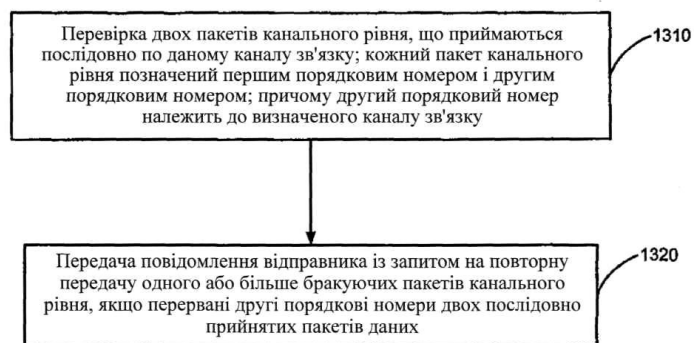 Перевірка двох пакетів канального рівня, що приймаються
послідовно по даному каналу зв'язку; кожний пакет канального
рівня позначений першим порядковим номером і другим
порядковим номером; причому другий порядковий номер
належить до визначеного каналу зв'язку
1310
Передача повідомлення відправника із запитом на повторну
передачу одного або більше бракуючих пакетів канального
рівня, якщо перервані другі порядкові номери двох послідовно
прийнятих пакетів даних
1320